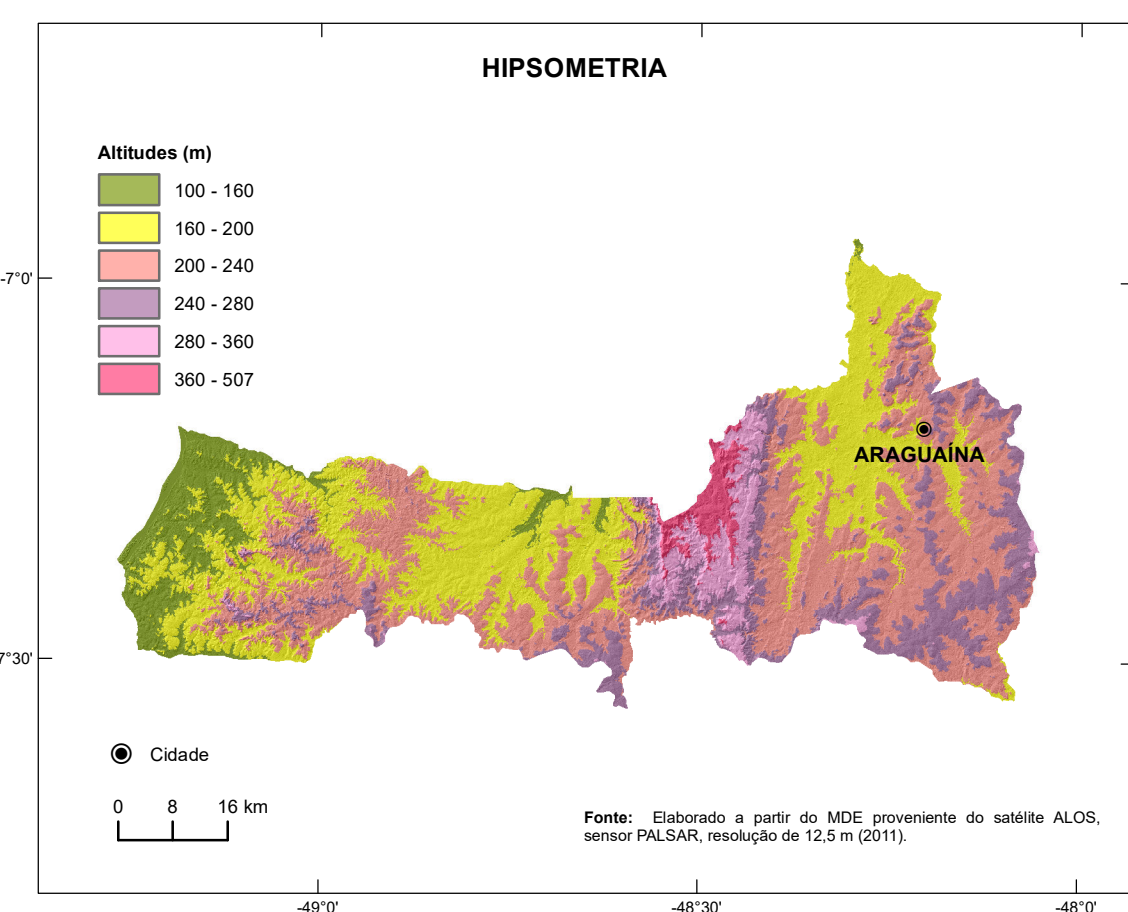 HIPSOMETRIA
Altitudes (m)
100 - 160
160 - 200
200 - 240
240 - 280
280 - 360
360 - 507
-7°0'
ARAGUAÍNA
7°30'
Cidade
0 8 16 km
Fonte: Elaborado a partir do MDE proveniente do satélite ALOS,
sensor PALSAR, resolução de 12,5 m (2011).
-49°0' -48°30' -48°0'